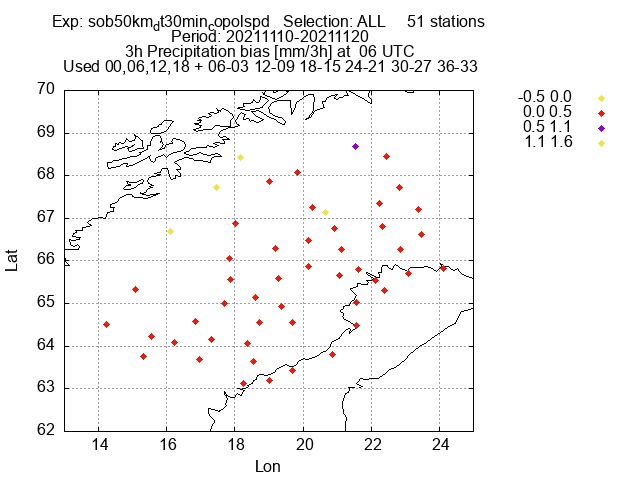 Exp: sob50km_dt30min_copolspd   Selection: ALL     51 stations
Period: 20211110-20211120
3h Precipitation bias [mm/3h] at  06 UTC
Used 00,06,12,18 + 06-03 12-09 18-15 24-21 30-27 36-33
-0.5 0.0
0.0 0.5
0.5 1.1
1.1 1.6
70
69
68
67
66
65
64
63
62
Lat
14 16 18 20 22 24
Lon